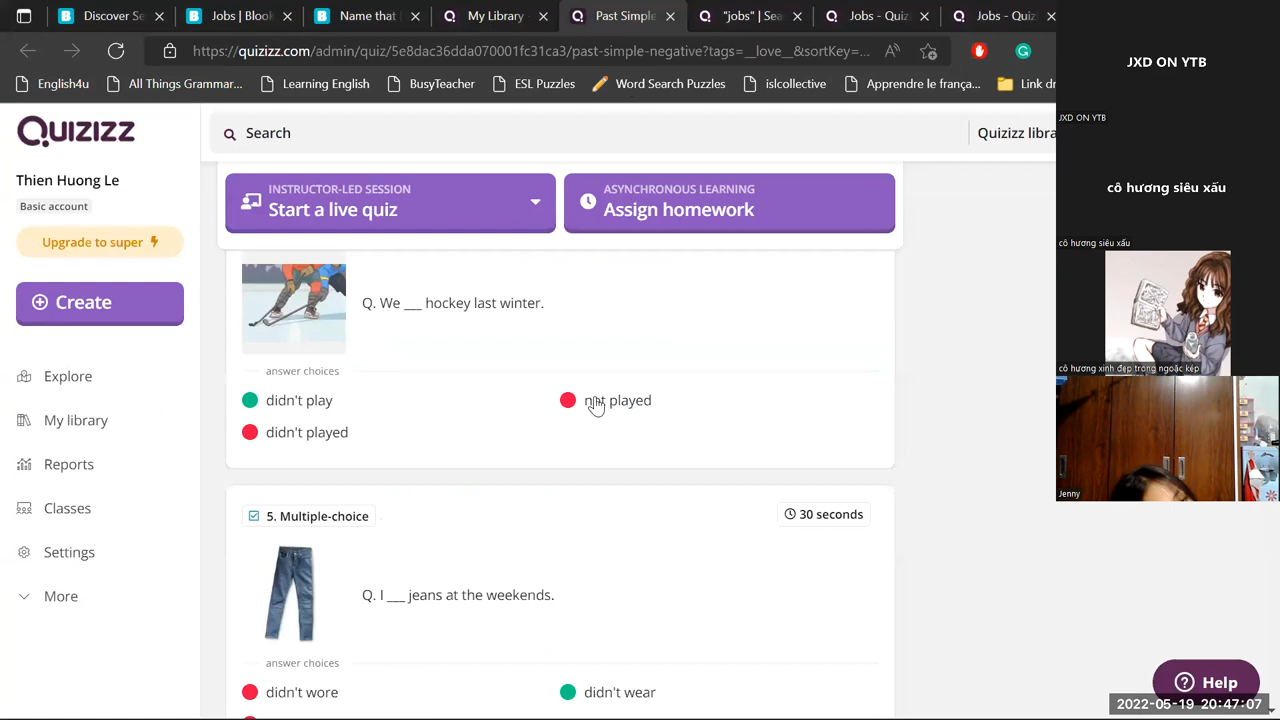 Discover Se
Jobs | Blook
Name that
My Library
Past Simple
"jobs" | Sea
Jobs - Quiz
Jobs - Quiz
https://quizizz.com/admin/quiz/5e8dac36dda070001fc31ca3/past-simple-negative?tags=__love__&sortKey=...
English4u
All Things Grammar...
Learning English
BusyTeacher
ESL Puzzles
Word Search Puzzles
isicollective
Apprendre le frança...
Link dr
QUIZIZZ
Search
Quizizz libra
Thien Huong Le
Basic account
Upgrade to super
Create
Explore
My library
Reports
Classes
Settings
More
INSTRUCTOR-LED SESSION
Start a live quiz
ASYNCHRONOUS LEARNING
Assign homework
Q. We ___ hockey last winter.
answer choices
didn't play
not played
didn't played
5. Multiple-choice
30 seconds
Q. I ___ jeans at the weekends.
answer choices
didn't wore
didn't wear
JXD ON YTB
JXD ON YTB
cô hương siêu xấu
cô hương siêu xấu
cô hương xinh đẹp trong ngoặc kép
Jenny
Help
2022-05-19 20:47:07